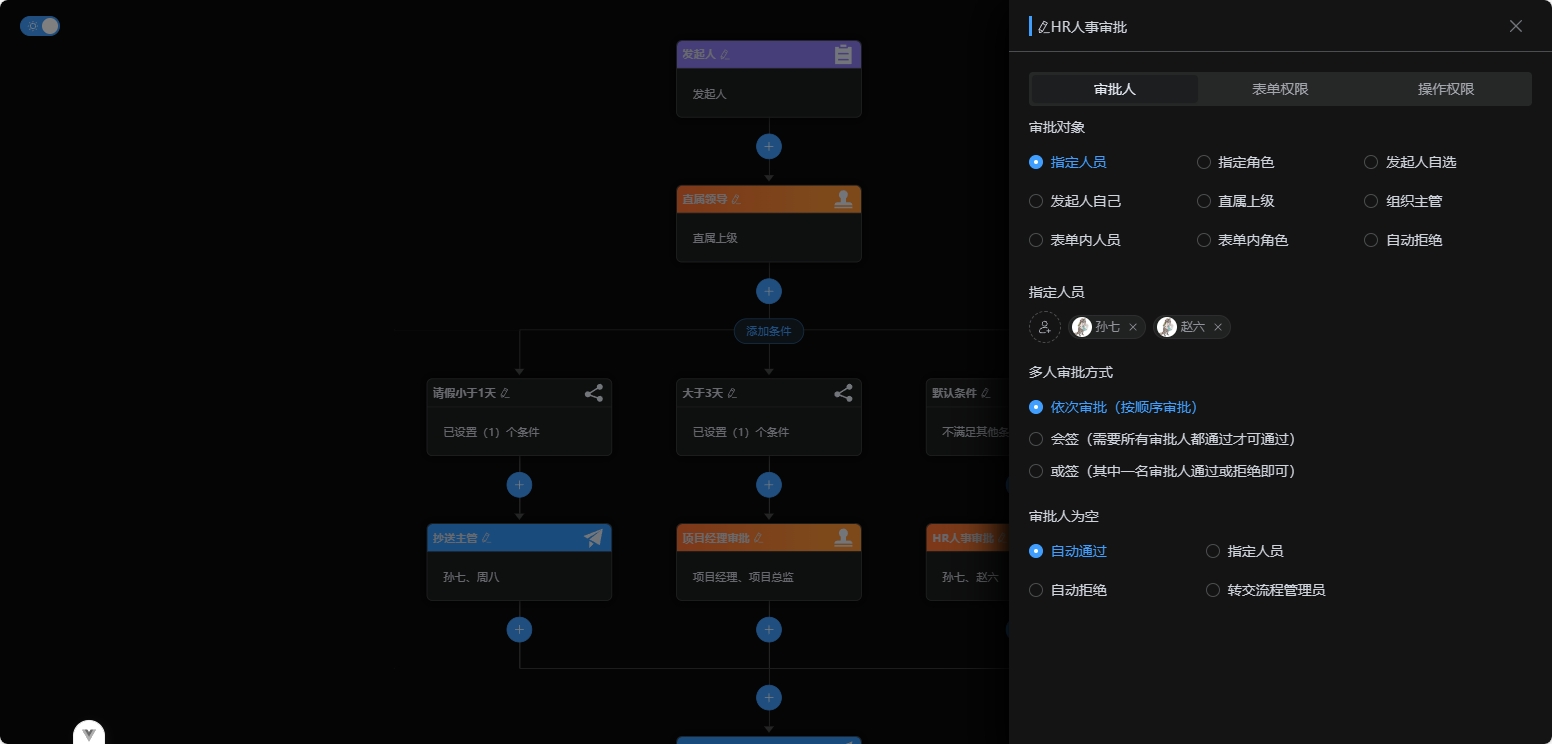 发起人
发起人
直属领导
直属上级
添加条件
请假小于1天
已设置（1）个条件
大于3天
已设置（1）个条件
默认条件
不满足其他条
抄送主管
孙七、周八
项目经理审批
项目经理、项目总监
HR人事审批
孙七、赵六
HR人事审批
审批人 表单权限 操作权限
审批对象
指定人员 指定角色 发起人自选
发起人自己 直属上级 组织主管
表单内人员 表单内角色 自动拒绝
指定人员
孙七 赵六
多人审批方式
依次审批（按顺序审批）
会签（需要所有审批人都通过才可通过）
或签（其中一名审批人通过或拒绝即可）
审批人为空
自动通过 指定人员
自动拒绝 转交流程管理员